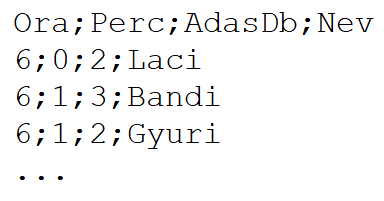 Ora;Perc;AdasDb;Nev
6;0;2;Laci
6;1;3;Bandi
6;1;2;Gyuri
...